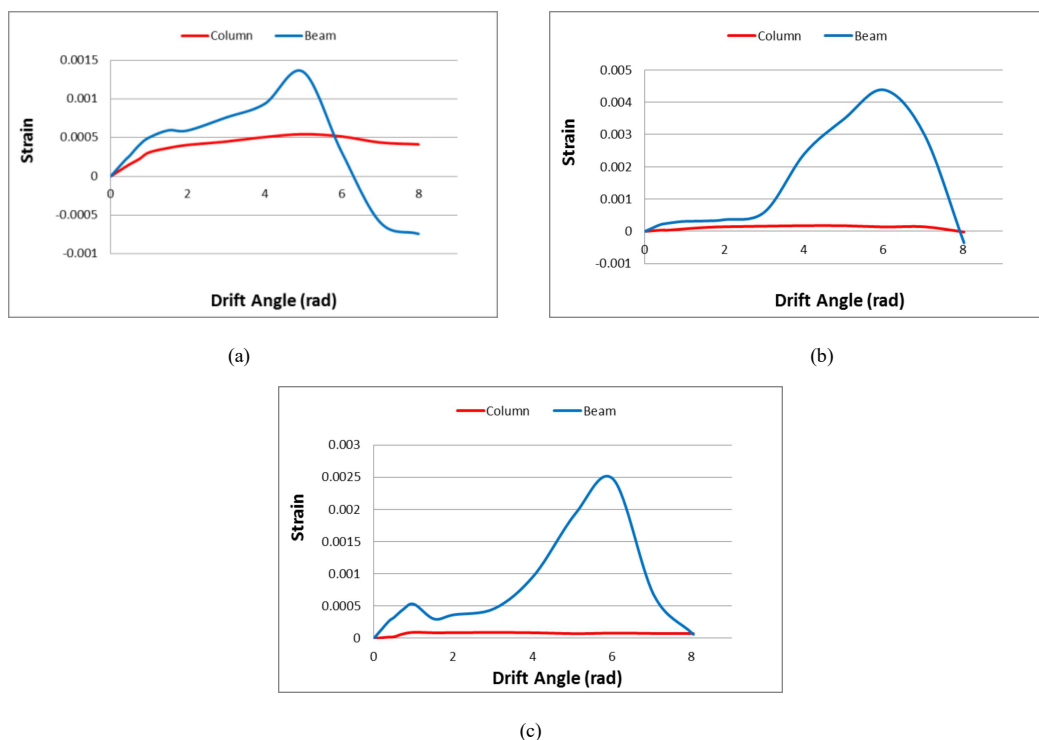 Column Beam
0.0015
0.001
0.0005
0
-0.0005
-0.001
0 2 4 6 8
Strain
Drift Angle (rad)
(a)
Column Beam
0.005
0.004
0.003
0.002
0.001
0
-0.001
0 2 4 6 8
Strain
Drift Angle (rad)
(b)
Column Beam
0.003
0.0025
0.002
0.0015
0.001
0.0005
0
0 2 4 6 8
Strain
Drift Angle (rad)
(c)